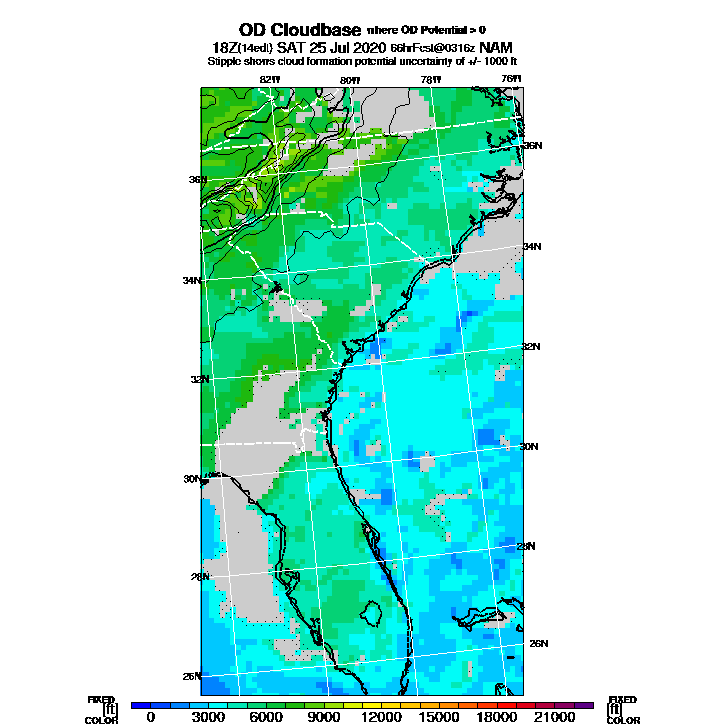 OD Cloudbase where OD Potential > 0
18Z(14edt) SAT 25 Jul 2020 66hrFcst@0316z NAM
Stipple shows cloud formation potential uncertainty of +/- 1000 ft
82W 80W 78W 76W
36N
36N
34N
34N
32N
32N
30N
30N
28N
28N
26N
26N
FIXED FIXED
[ft] [ft]
COLOR COLOR
0 3000 6000 9000 12000 15000 18000 21000